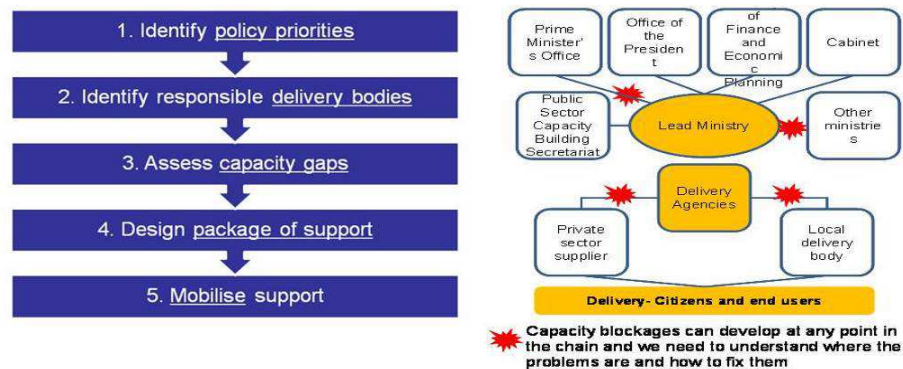 1. Identify policy priorities
2. Identify responsible delivery bodies
3. Assess capacity gaps
4. Design package of support
5. Mobilise support
Prime
Minister'
s Office
Office of
the
Presiden
t
of
Finance
and
Economi
c
Planning
Cabinet
Public
Sector
Capacity
Building
Secretariat
Lead Ministry
Other
ministrie
s
Delivery
Agencies
Private
sector
supplier
Local
delivery
body
Delivery- Citizens and end users
Capacity blockages can develop at any point in
the chain and we need to understand where the
problems are and how to fix them